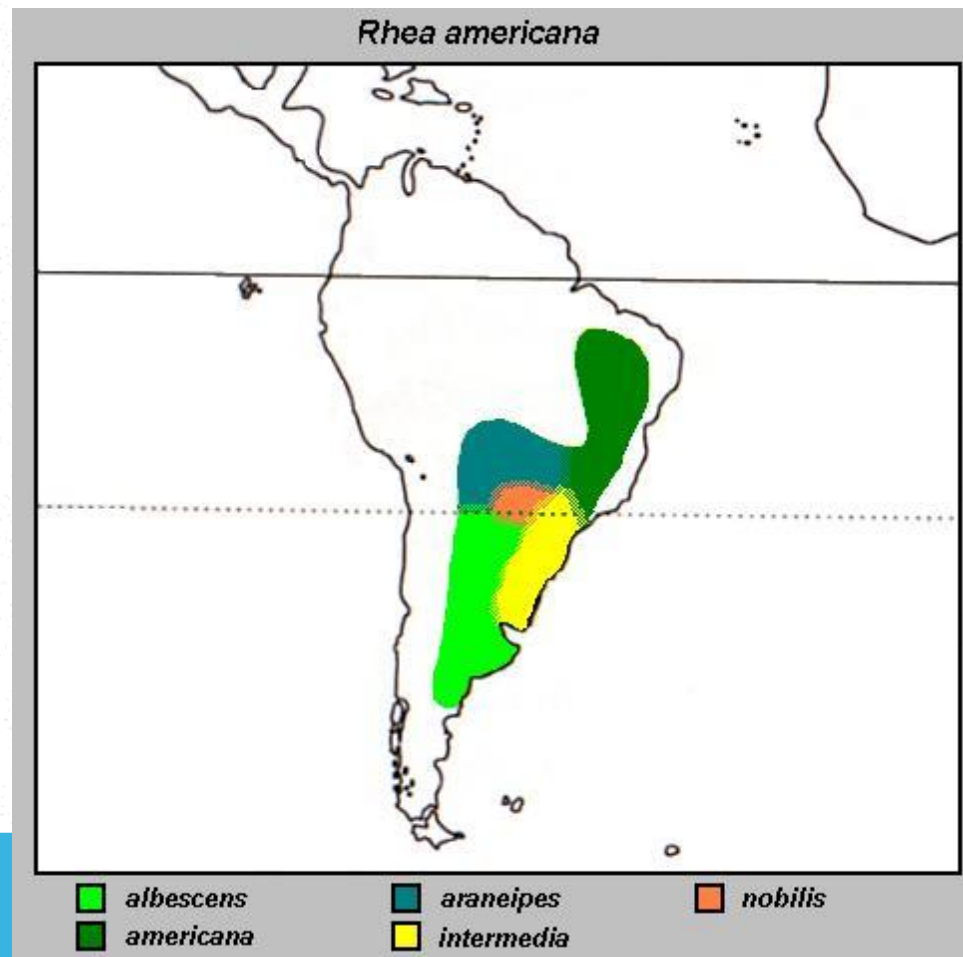 Rhea americana
albescens araneipes nobilis
americana intermedia